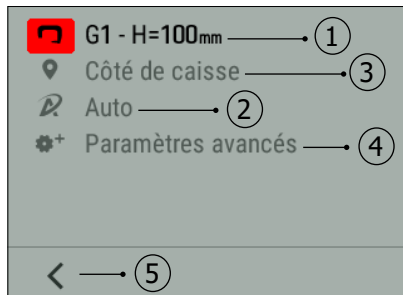 G1 - H=100mm 1
Côté de caisse 3
Auto 2
Paramètres avancés 4
5